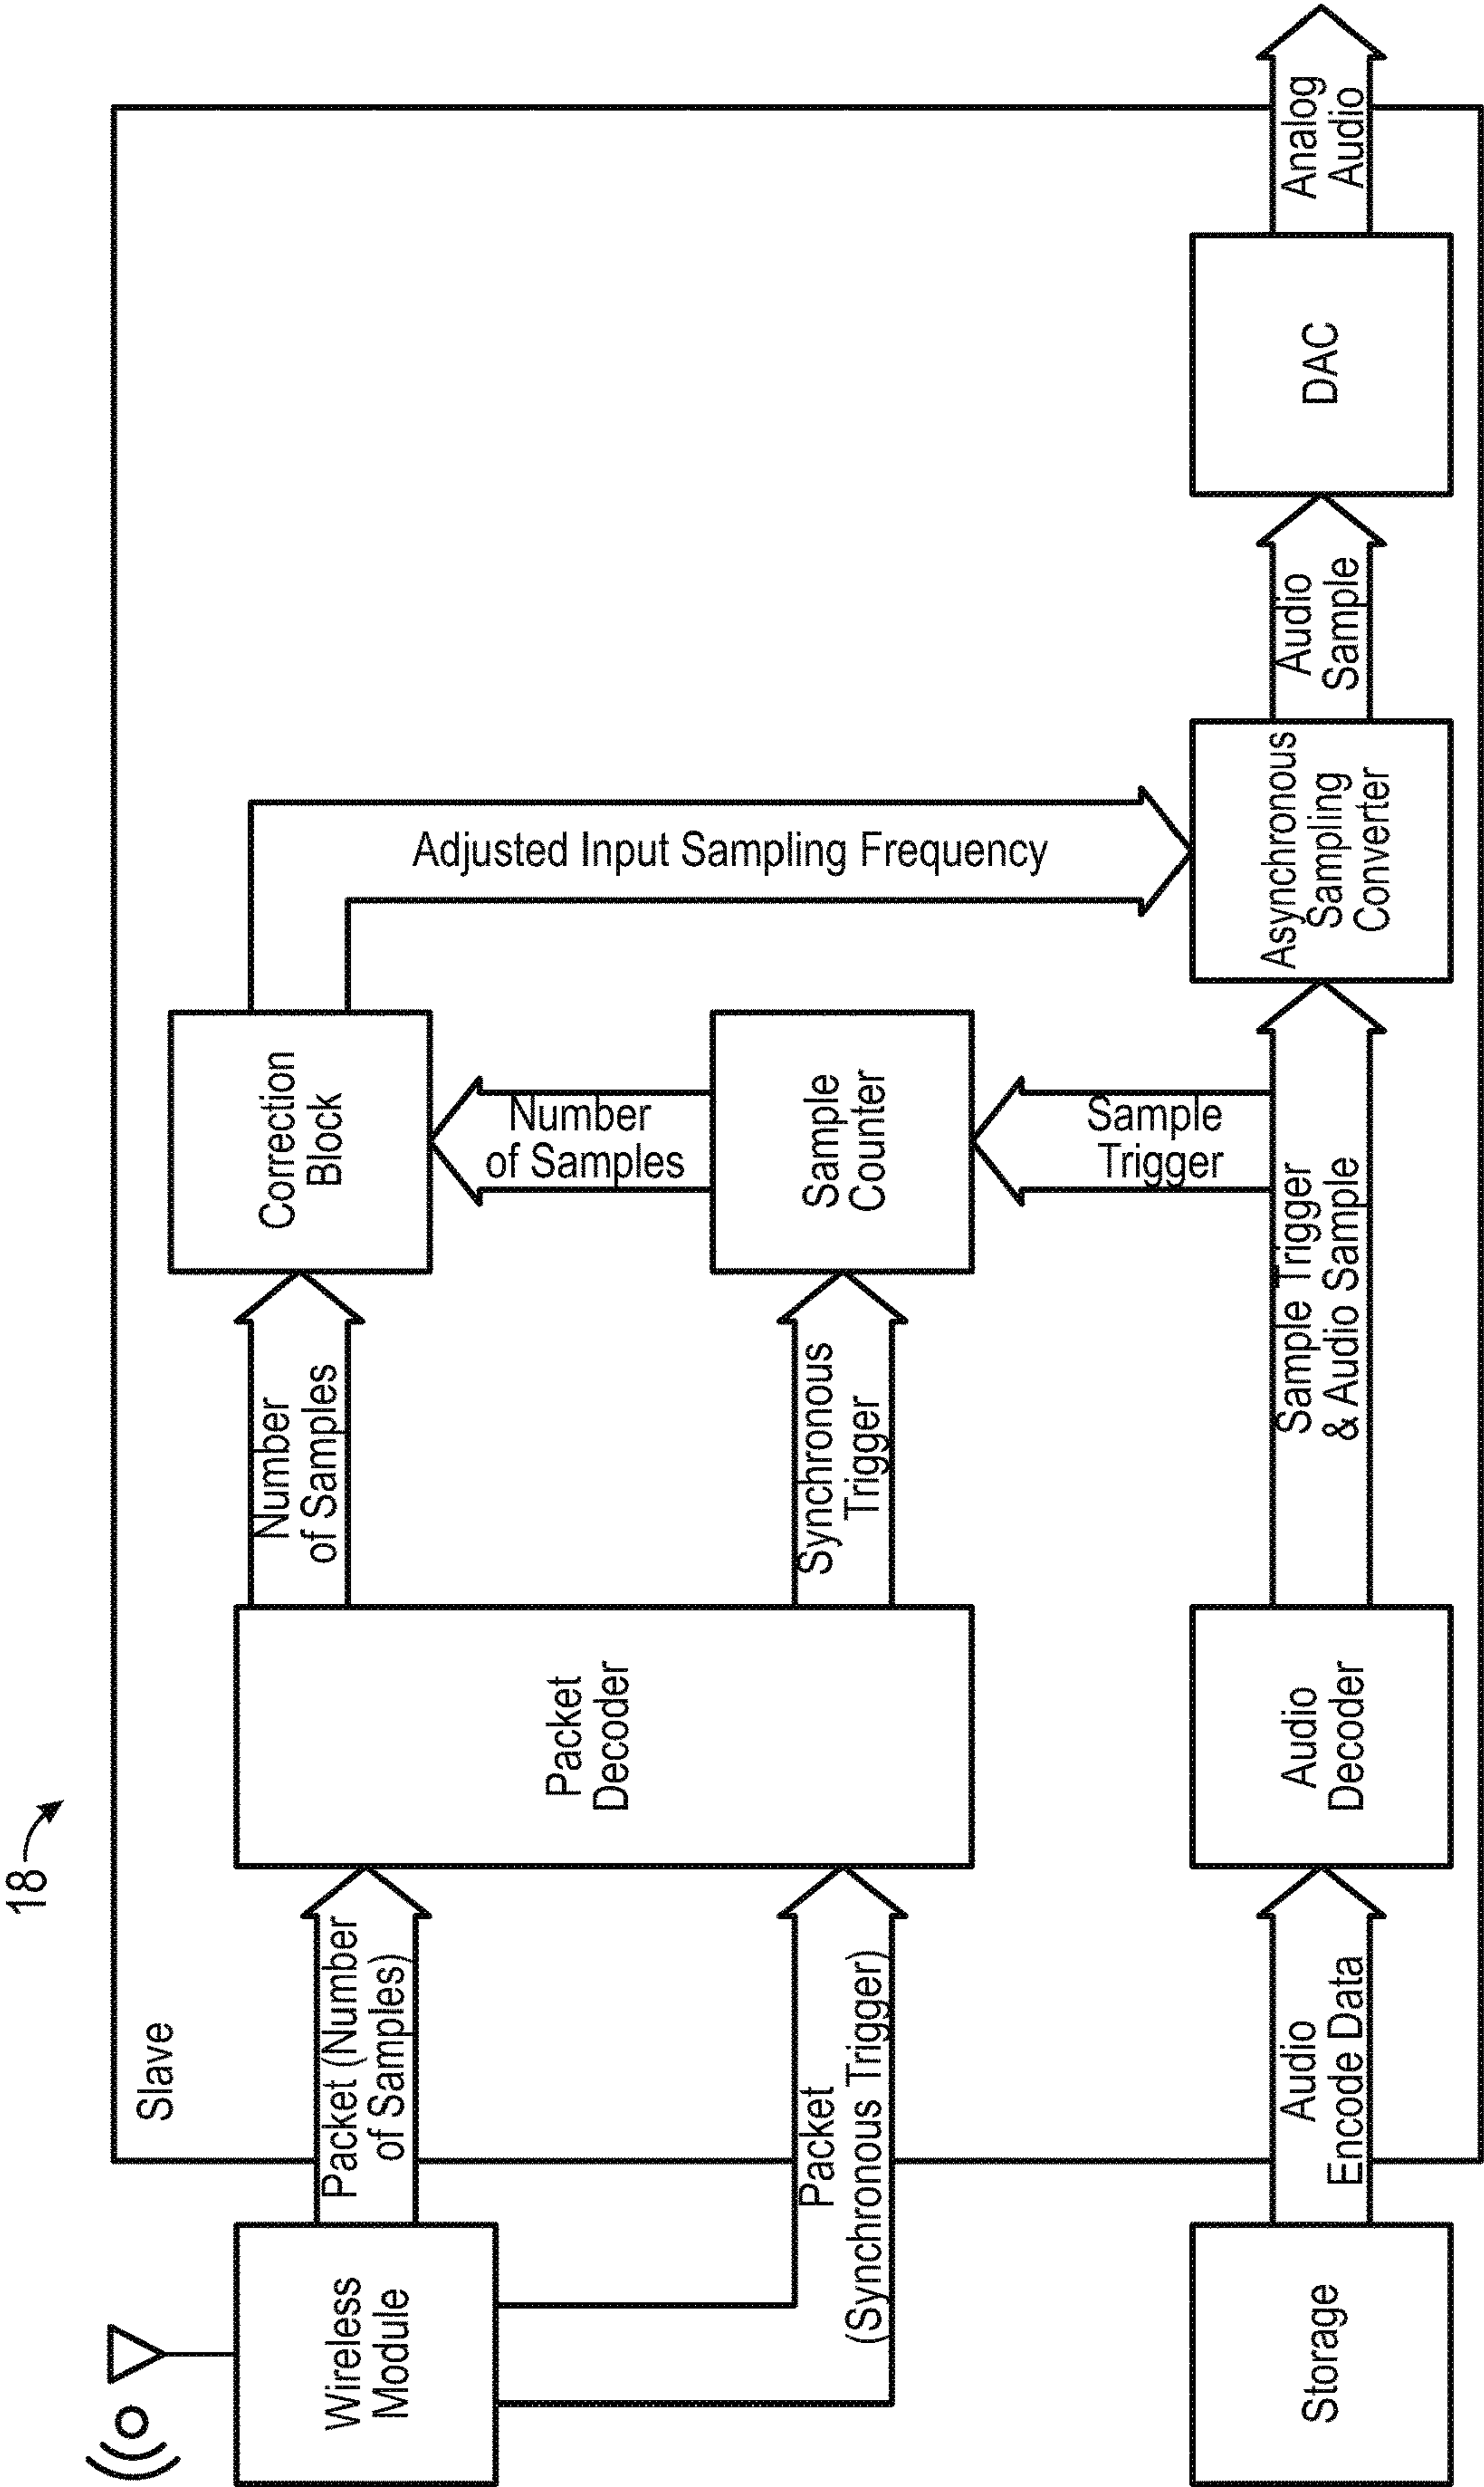 18
Slave
Wireless
Module
Packet (Number
of Samples)
Packet
(Synchronous Trigger)
Packet
Decoder
Number
of Samples
Synchronous
Trigger
Correction
Block
Number
of Samples
Sample
Counter
Sample
Trigger
Adjusted Input Sampling Frequency
Storage
Audio
Encode Data
Audio
Decoder
Sample Trigger
& Audio Sample
Asynchronous
Sampling
Converter
Audio
Sample
DAC
Analog
Audio